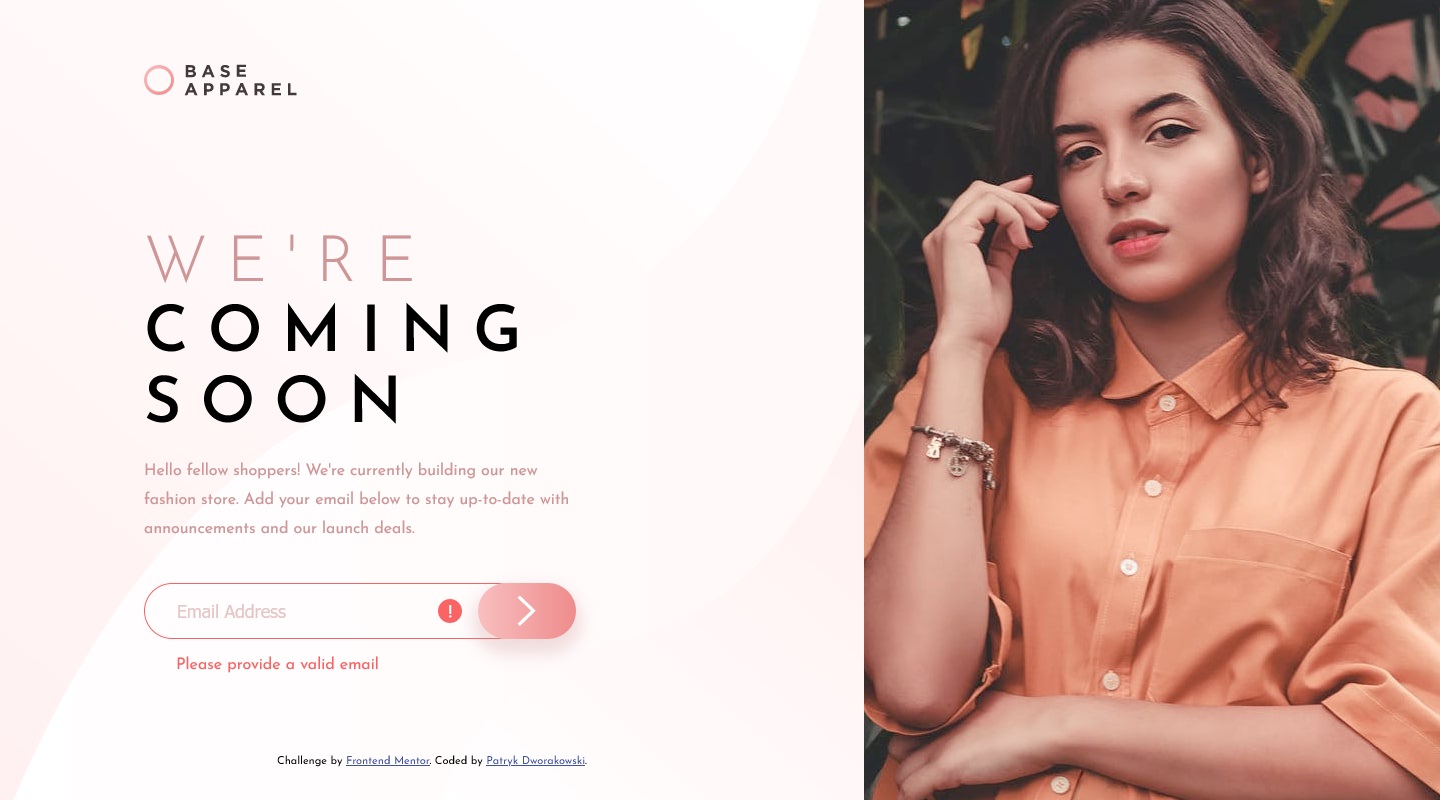 BASE
APPAREL
WE'RE
COMING
SOON
Hello fellow shoppers! We're currently building our new
fashion store. Add your email below to stay up-to-date with
announcements and our launch deals.
Email Address
!
Please provide a valid email
Challenge by Frontend Mentor. Coded by Patryk Dworakowski.